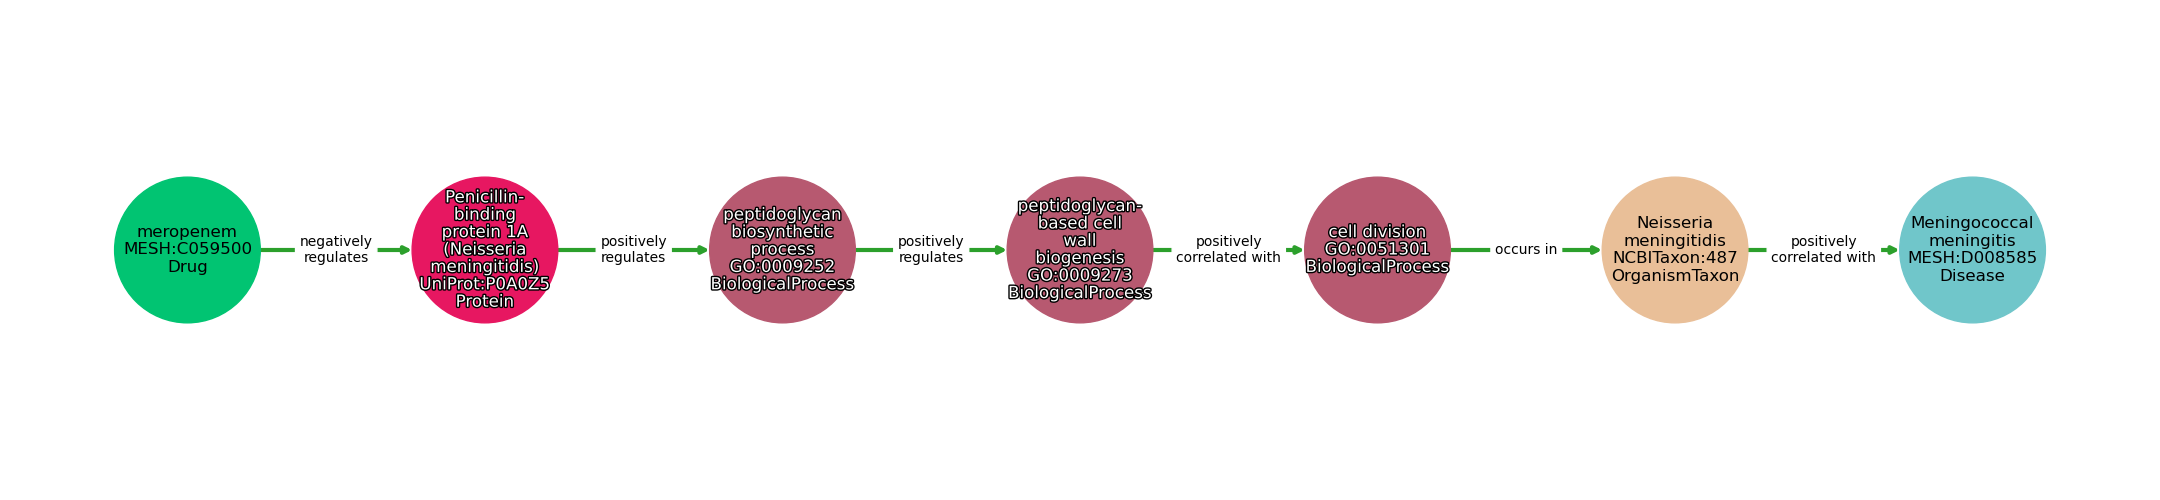 meropenem
MESH:C059500
Drug
negatively
regulates
Penicillin-
binding
protein 1A
(Neisseria
meningitidis)
UniProt:P0A0Z5
Protein
positively
regulates
peptidoglycan
biosynthetic
process
GO:0009252
BiologicalProcess
positively
regulates
peptidoglycan-
based cell
wall
biogenesis
GO:0009273
BiologicalProcess
positively
correlated with
cell division
GO:0051301
BiologicalProcess
occurs in
Neisseria
meningitidis
NCBITaxon:487
OrganismTaxon
positively
correlated with
Meningococcal
meningitis
MESH:D008585
Disease